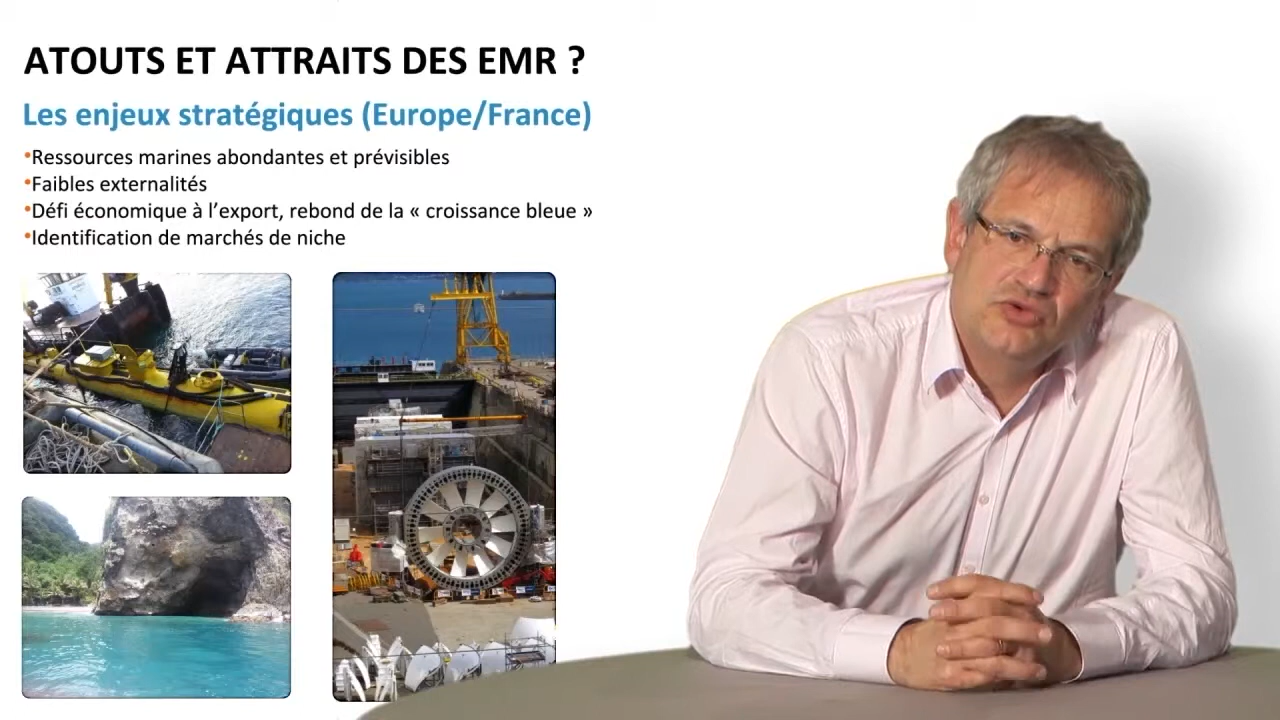 ATOUTS ET ATTRAITS DES EMR ?
Les enjeux stratégiques (Europe/France)
•Ressources marines abondantes et prévisibles
•Faibles externalités
•Défi économique à l’export, rebond de la « croissance bleue »
•Identification de marchés de niche